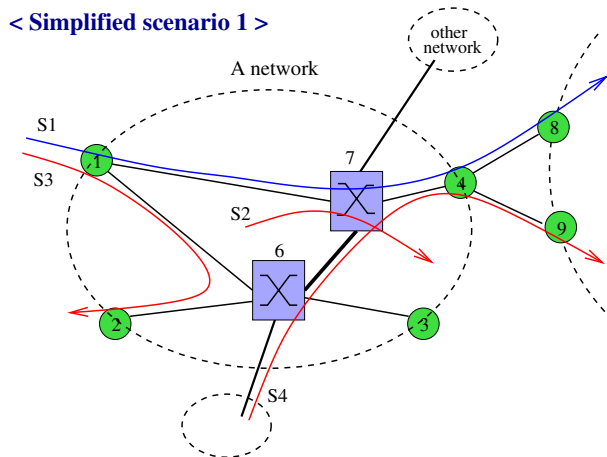 < Simplified scenario 1 >
other
network
A network
S1
8
7
1
S3
4
S2
9
6
2
3
S4